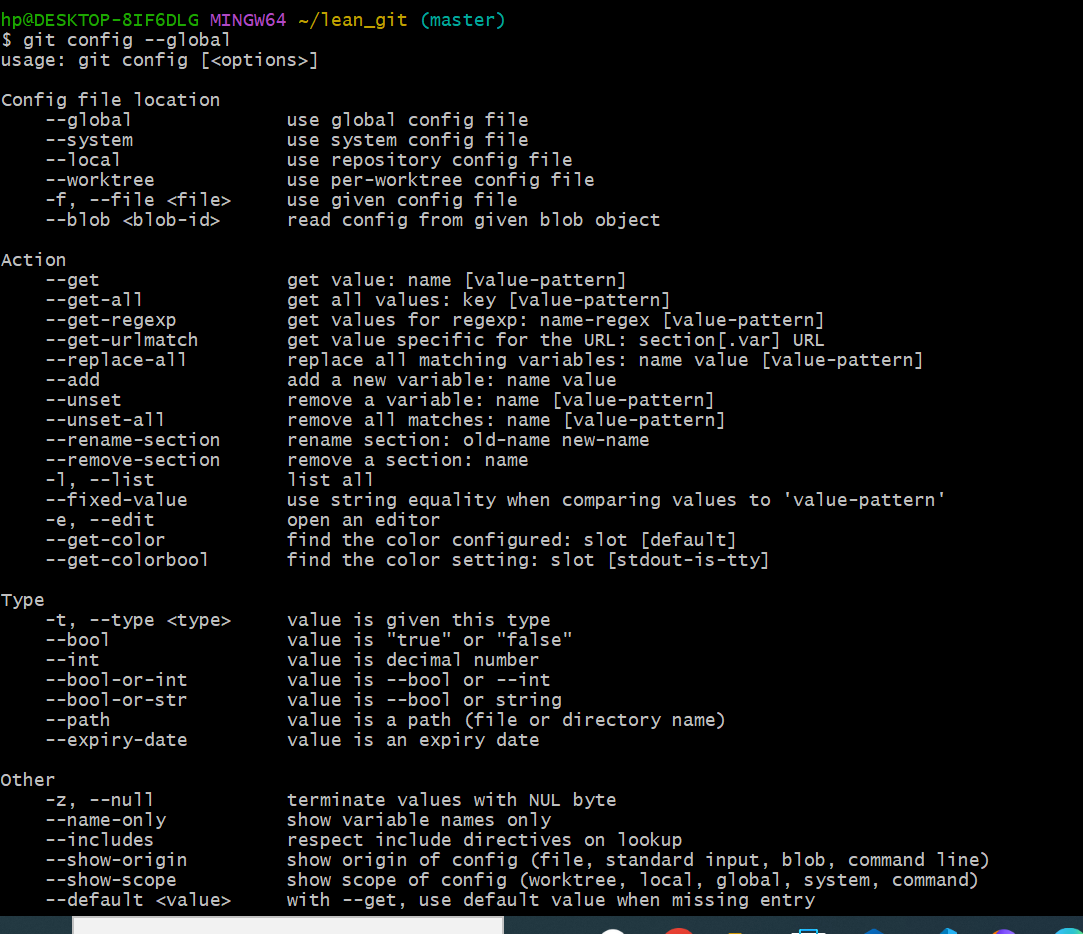 hp@DESKTOP-8IF6DLG MINGW64 ~/lean_git (master)
$ git config --global
usage: git config [<options>]

Config file location
    --global              use global config file
    --system              use system config file
    --local               use repository config file
    --worktree            use per-worktree config file
    -f, --file <file>     use given config file
    --blob <blob-id>      read config from given blob object

Action
    --get                 get value: name [value-pattern]
    --get-all             get all values: key [value-pattern]
    --get-regexp          get values for regexp: name-regex [value-pattern]
    --get-urlmatch        get value specific for the URL: section[.var] URL
    --replace-all         replace all matching variables: name value [value-pattern]
    --add                 add a new variable: name value
    --unset               remove a variable: name [value-pattern]
    --unset-all           remove all matches: name [value-pattern]
    --rename-section      rename section: old-name new-name
    --remove-section      remove a section: name
    -l, --list            list all
    --fixed-value         use string equality when comparing values to 'value-pattern'
    -e, --edit            open an editor
    --get-color           find the color configured: slot [default]
    --get-colorbool       find the color setting: slot [stdout-is-tty]

Type
    -t, --type <type>     value is given this type
    --bool                value is "true" or "false"
    --int                 value is decimal number
    --bool-or-int         value is --bool or --int
    --bool-or-str         value is --bool or string
    --path                value is a path (file or directory name)
    --expiry-date         value is an expiry date

Other
    -z, --null            terminate values with NUL byte
    --name-only           show variable names only
    --includes            respect include directives on lookup
    --show-origin         show origin of config (file, standard input, blob, command line)
    --show-scope          show scope of config (worktree, local, global, system, command)
    --default <value>     with --get, use default value when missing entry